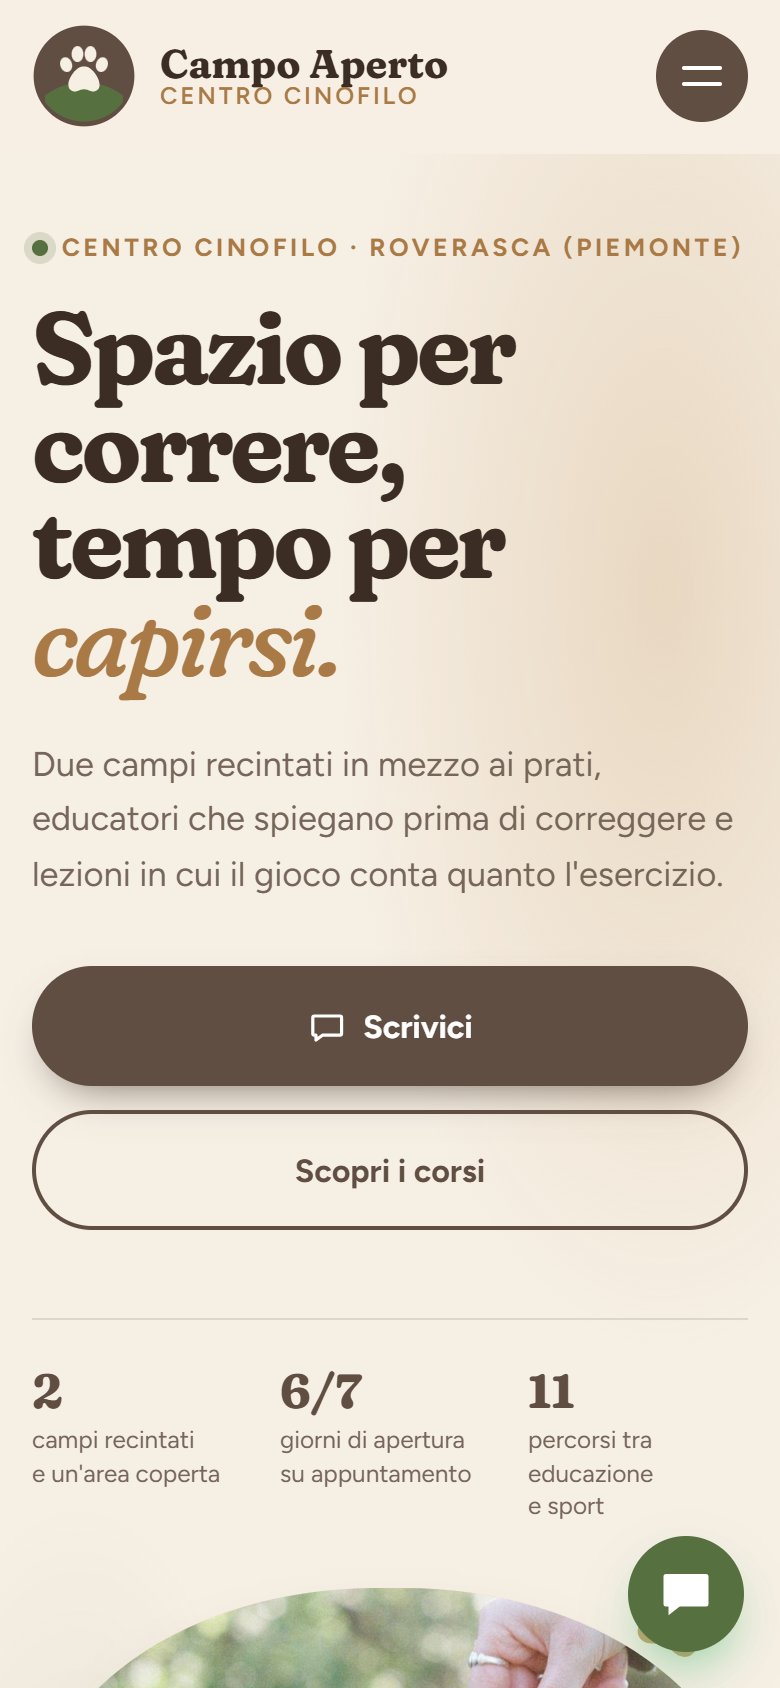 Campo Aperto
CENTRO CINOFILO
CENTRO CINOFILO · ROVERASCA (PIEMONTE)
Spazio per
correre,
tempo per
capirsi.
Due campi recintati in mezzo ai prati,
educatori che spiegano prima di correggere e
lezioni in cui il gioco conta quanto l'esercizio.
Scrivici
Scopri i corsi
2
campi recintati
e un'area coperta
6/7
giorni di apertura
su appuntamento
11
percorsi tra
educazione
e sport